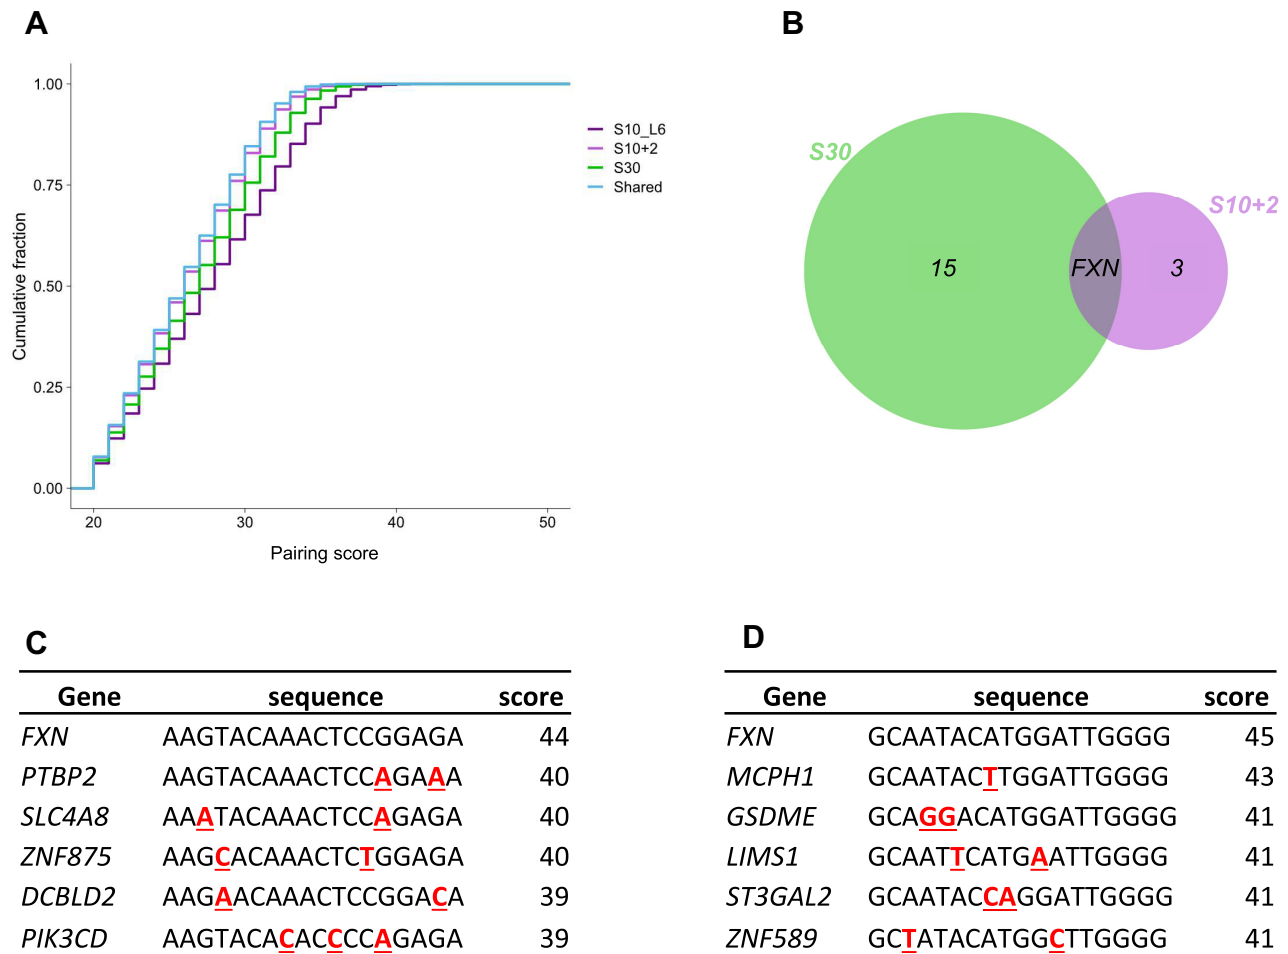 A
1.00
0.75
0.50
0.25
0.00
Cumulative fraction
20 30 40 50
Pairing score
S10_L6
S10+2
S30
Shared
B
S30
S10+2
15 FXN 3
C
Gene sequence score
FXN AAGTACAAACTCCGGAGA 44
PTBP2 AAGTACAAACTCCAGAAA 40
SLC4A8 AAATACAAACTCCAGAGA 40
ZNF875 AAGCACAAACTCTGGAGA 40
DCBLD2 AAGAACAAACTCCGGACA 39
PIK3CD AAGTACACACCCCAGAGA 39
D
Gene sequence score
FXN GCAATACATGGATTGGGG 45
MCPH1 GCAATACTTGGATTGGGG 43
GSDME GCAGGACATGGATTGGGG 41
LIMS1 GCAATTCATGAATTGGGG 41
ST3GAL2 GCAATACCAGGATTGGGG 41
ZNF589 GCTATACATGGCTTGGGG 41